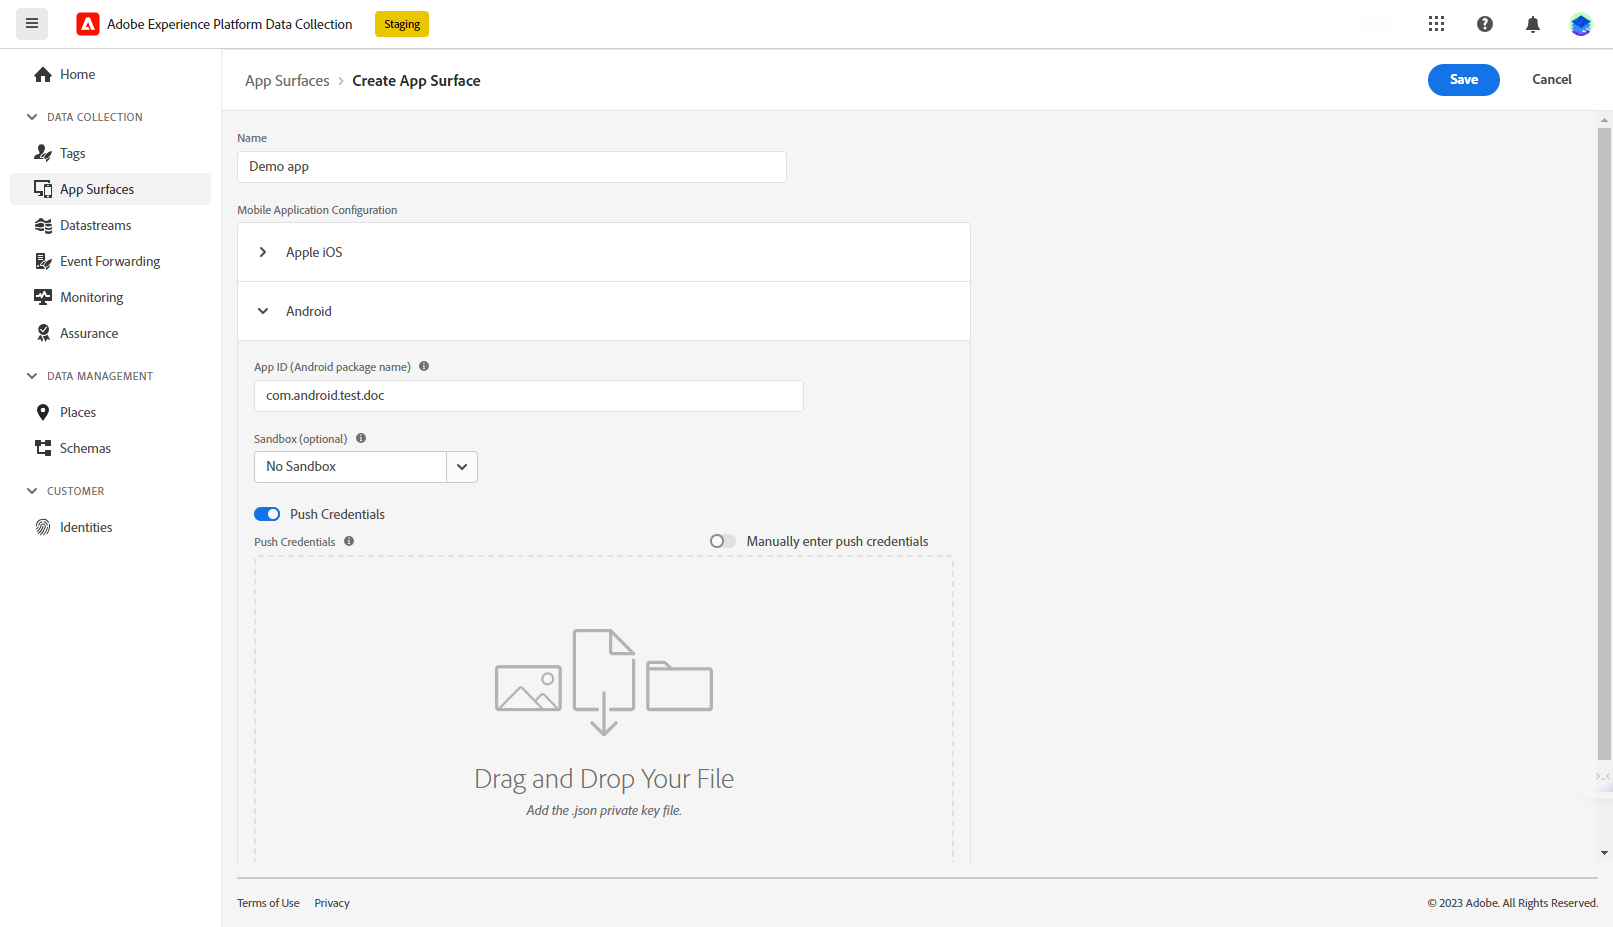 Adobe Experience Platform Data Collection
Staging
Home
DATA COLLECTION
Tags
App Surfaces
Datastreams
Event Forwarding
Monitoring
Assurance
DATA MANAGEMENT
Places
Schemas
CUSTOMER
Identities
App Surfaces > Create App Surface
Save
Cancel
Name
Demo app
Mobile Application Configuration
Apple iOS
Android
App ID (Android package name)
com.android.test.doc
Sandbox (optional)
No Sandbox
Push Credentials
Push Credentials
Manually enter push credentials
Drag and Drop Your File
Add the .json private key file.
Terms of Use
Privacy
© 2023 Adobe. All Rights Reserved.